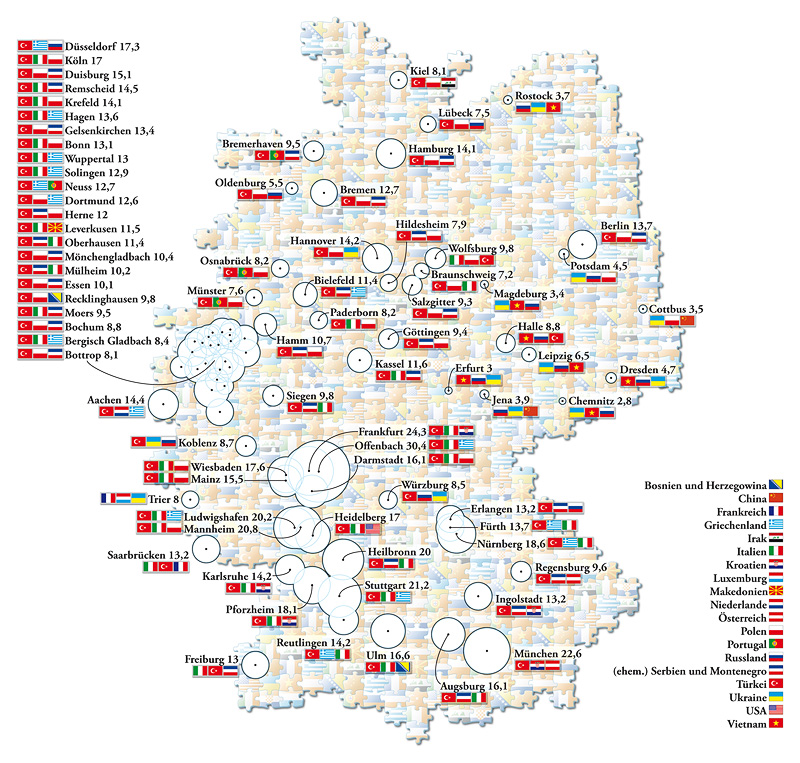 Düsseldorf 17,3
Köln 17
Duisburg 15,1
Remscheid 14,5
Krefeld 14,1
Hagen 13,6
Gelsenkirchen 13,4
Bonn 13,1
Wuppertal 13
Solingen 12,9
Neuss 12,7
Dortmund 12,6
Herne 12
Leverkusen 11,5
Oberhausen 11,4
Mönchengladbach 10,4
Mülheim 10,2
Essen 10,1
Recklinghausen 9,8
Moers 9,5
Bochum 8,8
Bergisch Gladbach 8,4
Bottrop 8,1
Kiel 8,1
Rostock 3,7
Lübeck 7,5
Bremerhaven 9,5
Hamburg 14,1
Oldenburg 5,5
Bremen 12,7
Hildesheim 7,9
Berlin 13,7
Hannover 14,2
Wolfsburg 9,8
Osnabrück 8,2
Potsdam 4,5
Braunschweig 7,2
Bielefeld 11,4
Münster 7,6
Magdeburg 3,4
Salzgitter 9,3
Cottbus 3,5
Paderborn 8,2
Halle 8,8
Göttingen 9,4
Hamm 10,7
Leipzig 6,5
Kassel 11,6
Erfurt 3
Dresden 4,7
Siegen 9,8
Aachen 14,4
Jena 3,9
Chemnitz 2,8
Frankfurt 24,3
Koblenz 8,7
Offenbach 30,4
Darmstadt 16,1
Wiesbaden 17,6
Mainz 15,5
Würzburg 8,5
Trier 8
Erlangen 13,2
Ludwigshafen 20,2
Heidelberg 17
Mannheim 20,8
Fürth 13,7
Nürnberg 18,6
Saarbrücken 13,2
Heilbronn 20
Karlsruhe 14,2
Regensburg 9,6
Stuttgart 21,2
Ingolstadt 13,2
Pforzheim 18,1
Reutlingen 14,2
Ulm 16,6
Freiburg 13
München 22,6
Augsburg 16,1
Bosnien und Herzegowina
China
Frankreich
Griechenland
Irak
Italien
Kroatien
Luxemburg
Makedonien
Niederlande
Österreich
Polen
Portugal
Russland
(ehem.) Serbien und Montenegro
Türkei
Ukraine
USA
Vietnam